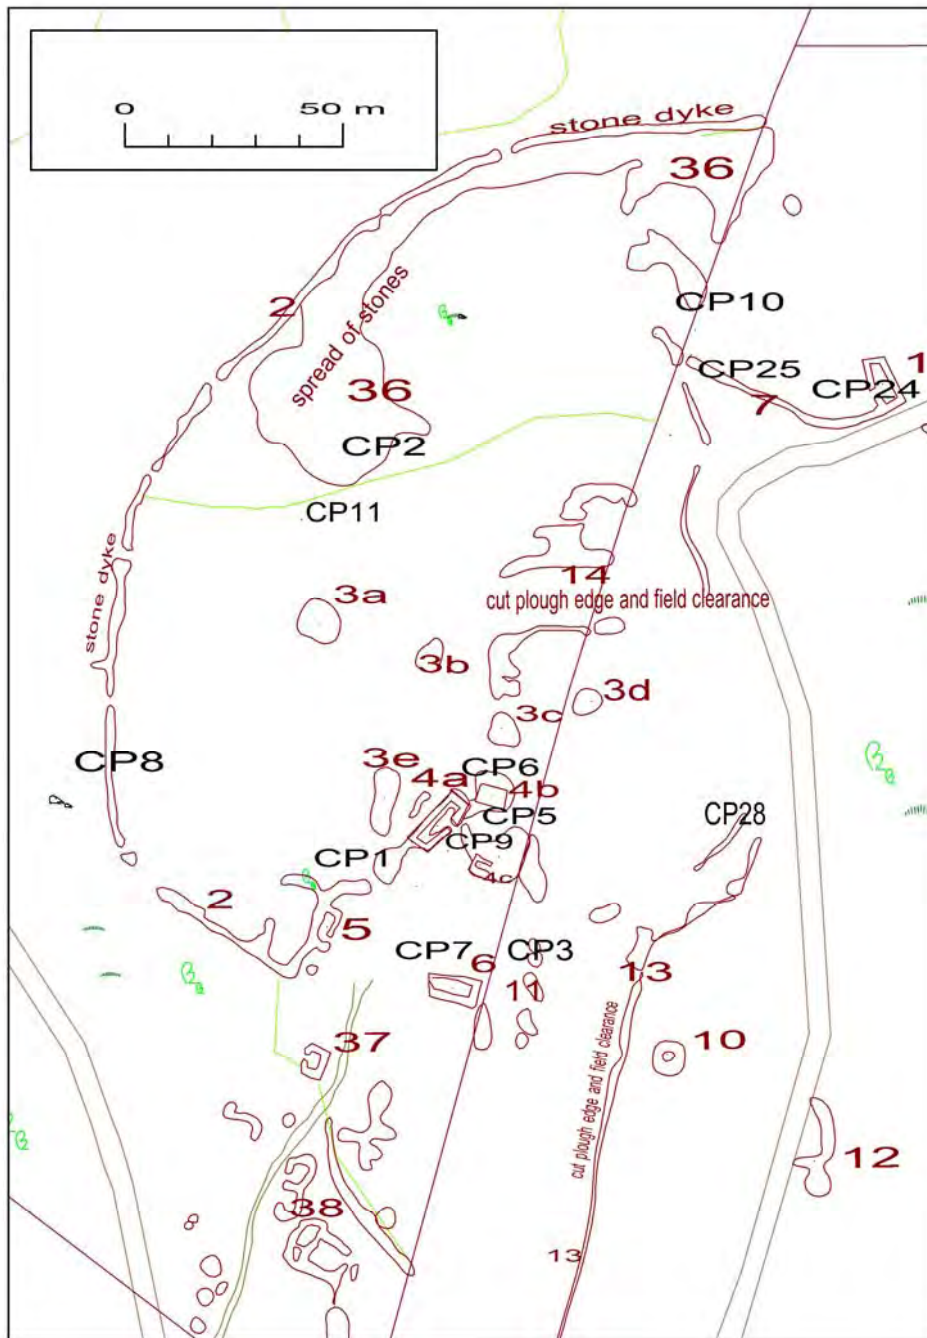 0 50 m
stone dyke
36
2
CP10
spread of stones
CP25
1
36
CP24
7
CP2
CP11
stone dyke
14
3a
cut plough edge and field clearance
3b
3d
3c
CP8
3e
CP6
4a
4b
CP5
CP28
CP9
CP1
4c
2
5
CP7
6
CP3
13
11
37
10
cut plough edge and field clearance
12
38
13